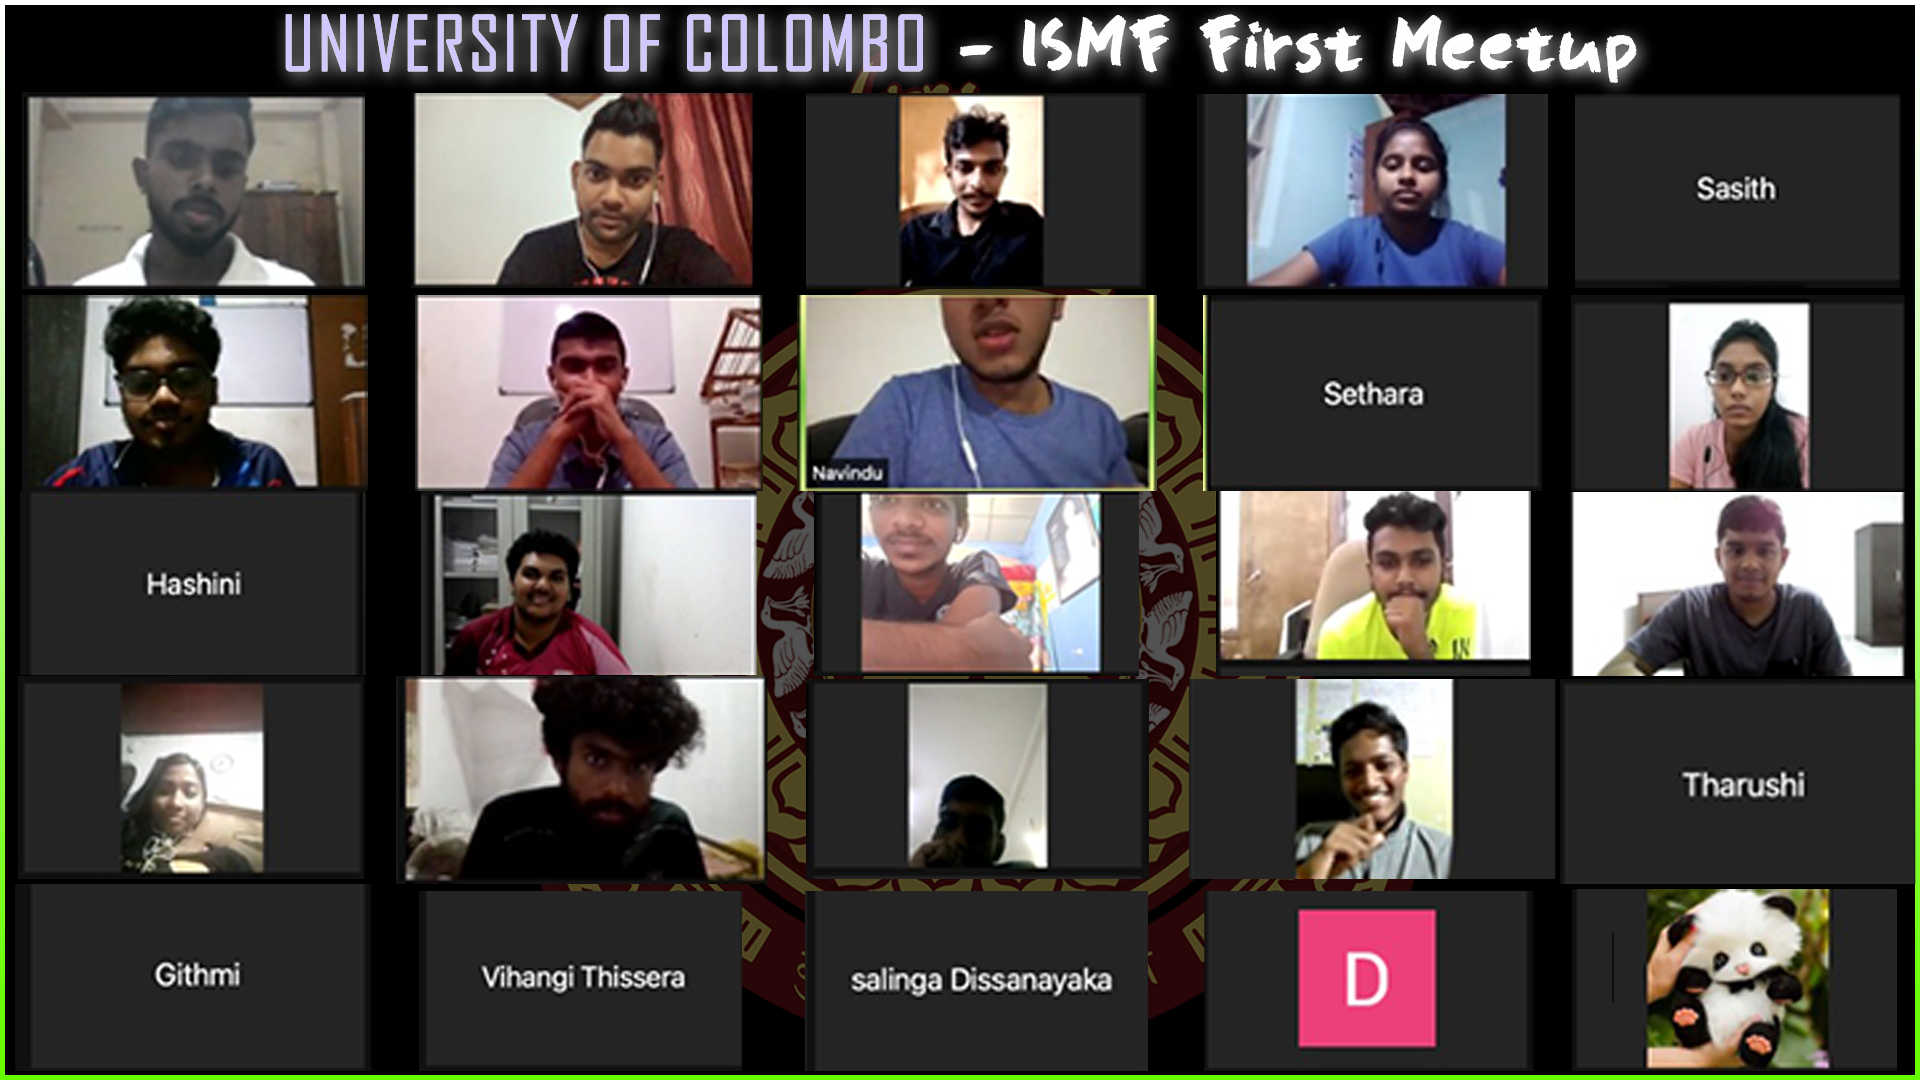 UNIVERSITY OF COLOMBO - ISMF First Meetup
Sasith
Navindu
Sethara
Hashini
Tharushi
Githmi
Vihangi Thissera
salinga Dissanayaka
D